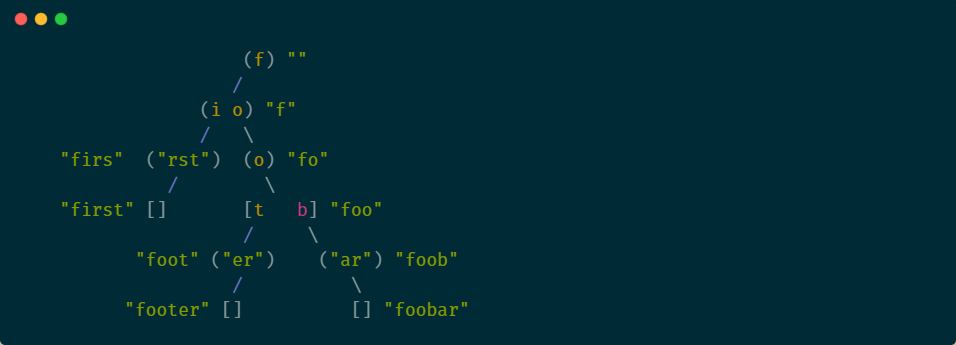 (f) ""
/
(i o) "f"
/ \
"firs" ("rst") (o) "fo"
/ \
"first" [] [t b] "foo"
/ \
"foot" ("er") ("ar") "foob"
/ \
"footer" [] [] "foobar"